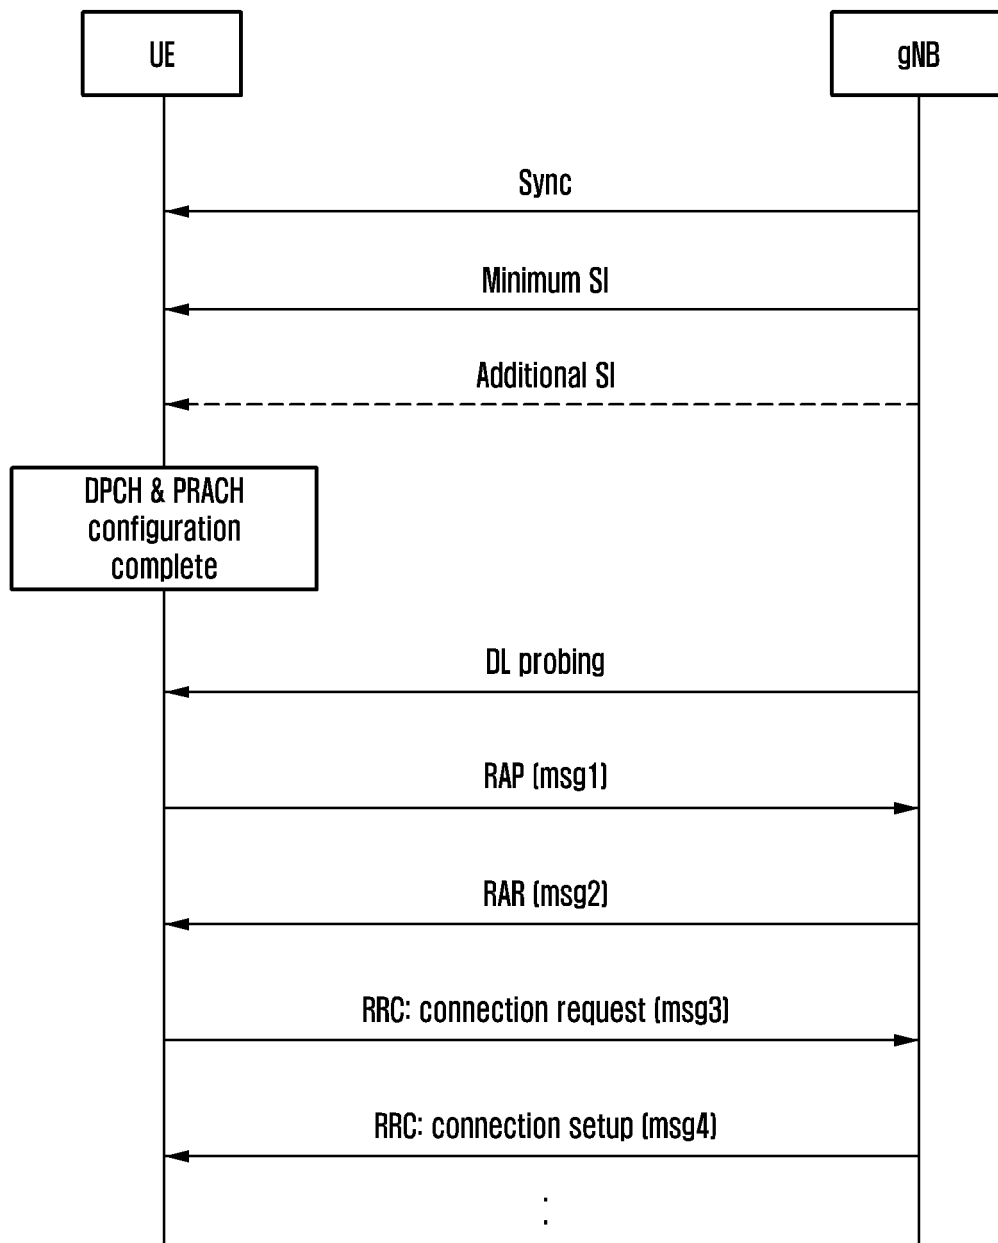 UE
gNB
Sync
Minimum SI
Additional SI
DPCH & PRACH
configuration
complete
DL probing
RAP (msg1)
RAR (msg2)
RRC: connection request (msg3)
RRC: connection setup (msg4)